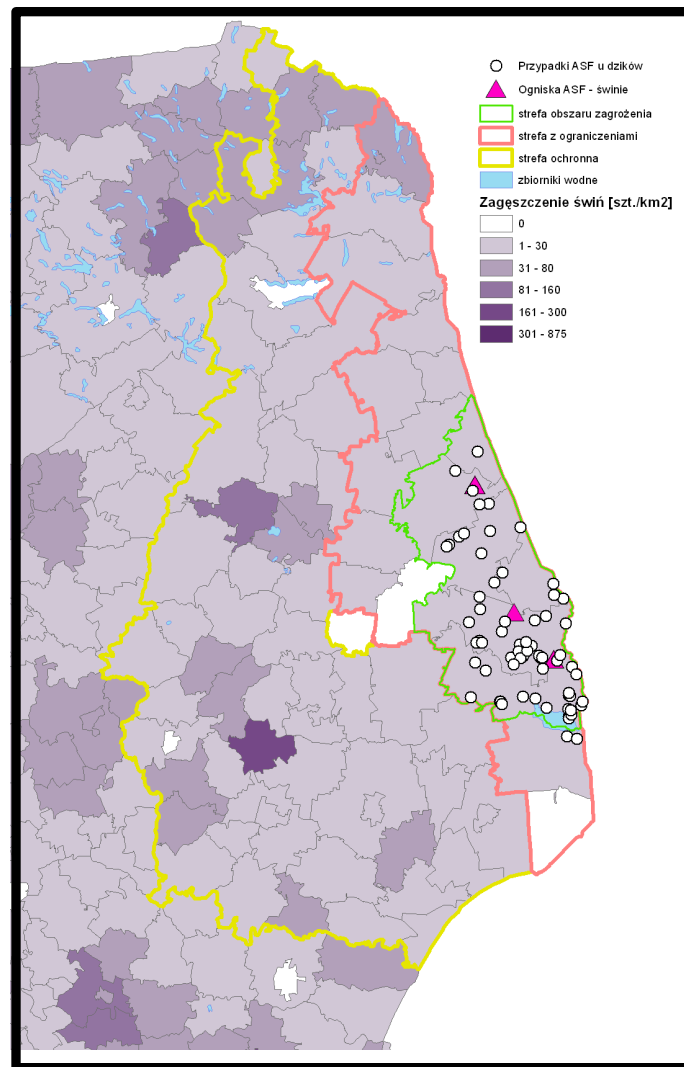 Przypadki ASF u dzików
Ogniska ASF - świnie
strefa obszaru zagrożenia
strefa z ograniczeniami
strefa ochronna
zbiorniki wodne
Zagęszczenie świń [szt./km2]
0
1 - 30
31 - 80
81 - 160
161 - 300
301 - 875